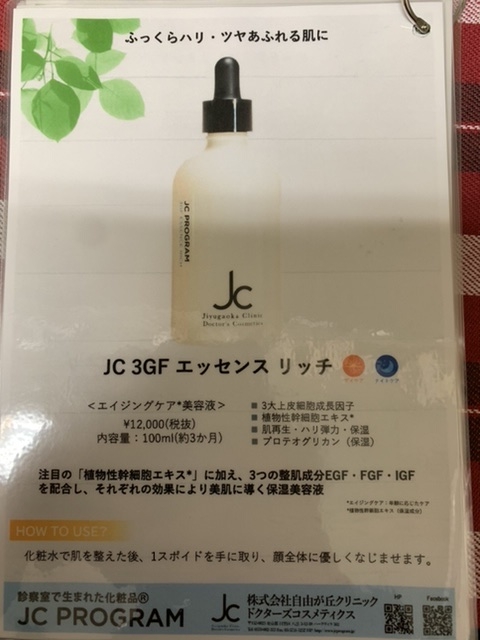 ふっくらハリ・ツヤあふれる肌に
JC PROGRAM
JC
Jiyugaoka Clinic
Doctor's Cosmetics
JC 3GF エッセンス リッチ
＜エイジングケア*美容液＞
¥12,000(税抜)
内容量：100ml(約3か月)
■ 3大上皮細胞成長因子
■ 植物性幹細胞エキス*
■ 肌再生・ハリ弾力・保湿
■ プロテオグリカン（保湿）
注目の「植物性幹細胞エキス*」に加え、3つの整肌成分EGF・FGF・IGF
を配合し、それぞれの効果により美肌に導く保湿美容液
*エイジングケア：年齢に応じたケア
*植物性幹細胞エキス（保湿成分）
HOW TO USE?
化粧水で肌を整えた後、1スポイドを手に取り、顔全体に優しくなじませます。
診察室で生まれた化粧品®
JC PROGRAM
JC
株式会社自由が丘クリニック
ドクターズコスメティクス
HP
Facebook